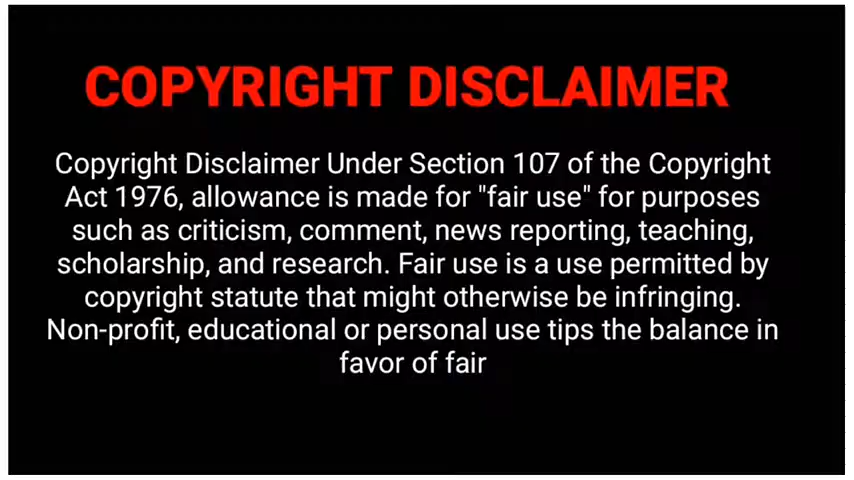 COPYRIGHT DISCLAIMER
Copyright Disclaimer Under Section 107 of the Copyright
Act 1976, allowance is made for "fair use" for purposes
such as criticism, comment, news reporting, teaching,
scholarship, and research. Fair use is a use permitted by
copyright statute that might otherwise be infringing.
Non-profit, educational or personal use tips the balance in
favor of fair